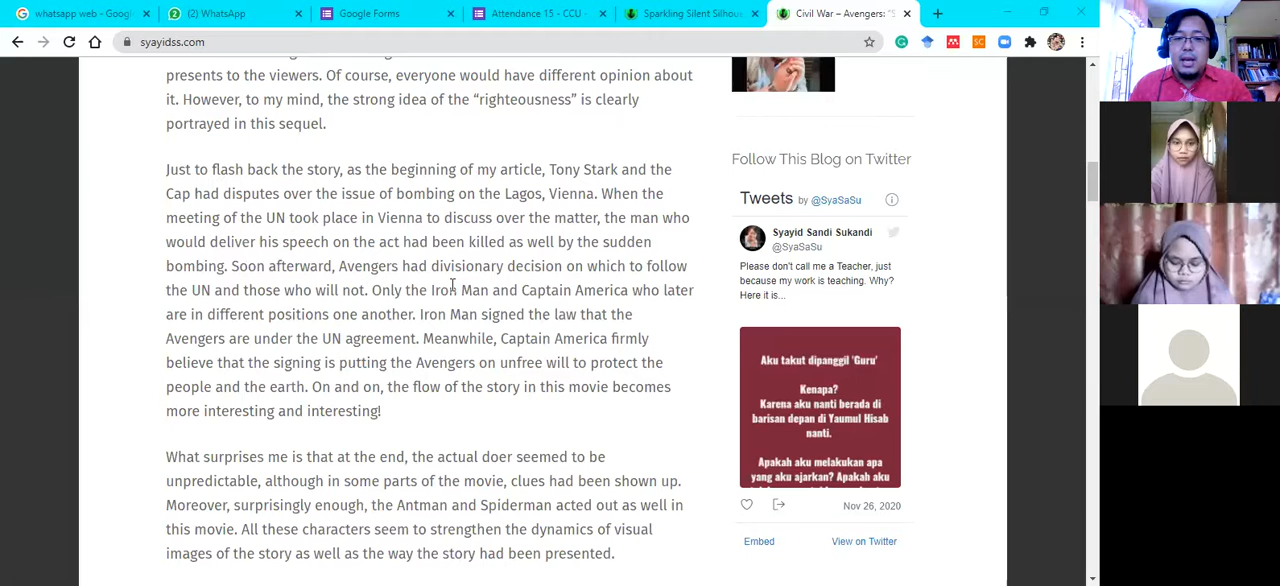 whatsapp web - Goog
(2) WhatsApp
Google Forms
Attendance 15 - CCU -
Sparkling Silent Silhou
Civil War – Avengers: "S
syayidss.com
presents to the viewers. Of course, everyone would have different opinion about
it. However, to my mind, the strong idea of the “righteousness” is clearly
portrayed in this sequel.
Just to flash back the story, as the beginning of my article, Tony Stark and the
Cap had disputes over the issue of bombing on the Lagos, Vienna. When the
meeting of the UN took place in Vienna to discuss over the matter, the man who
would deliver his speech on the act had been killed as well by the sudden
bombing. Soon afterward, Avengers had divisionary decision on which to follow
the UN and those who will not. Only the Iron Man and Captain America who later
are in different positions one another. Iron Man signed the law that the
Avengers are under the UN agreement. Meanwhile, Captain America firmly
believe that the signing is putting the Avengers on unfree will to protect the
people and the earth. On and on, the flow of the story in this movie becomes
more interesting and interesting!
What surprises me is that at the end, the actual doer seemed to be
unpredictable, although in some parts of the movie, clues had been shown up.
Moreover, surprisingly enough, the Antman and Spiderman acted out as well in
this movie. All these characters seem to strengthen the dynamics of visual
images of the story as well as the way the story had been presented.
Follow This Blog on Twitter
Tweets by @SyaSaSu
Syayid Sandi Sukandi
@SyaSaSu
Please don't call me a Teacher, just
because my work is teaching. Why?
Here it is...
Aku takut dipanggil 'Guru'
Kenapa?
Karena aku nanti berada di
barisan depan di Yaumul Hisab
nanti.
Apakah aku melakukan apa
yang aku ajarkan? Apakah aku
Nov 26, 2020
Embed
View on Twitter